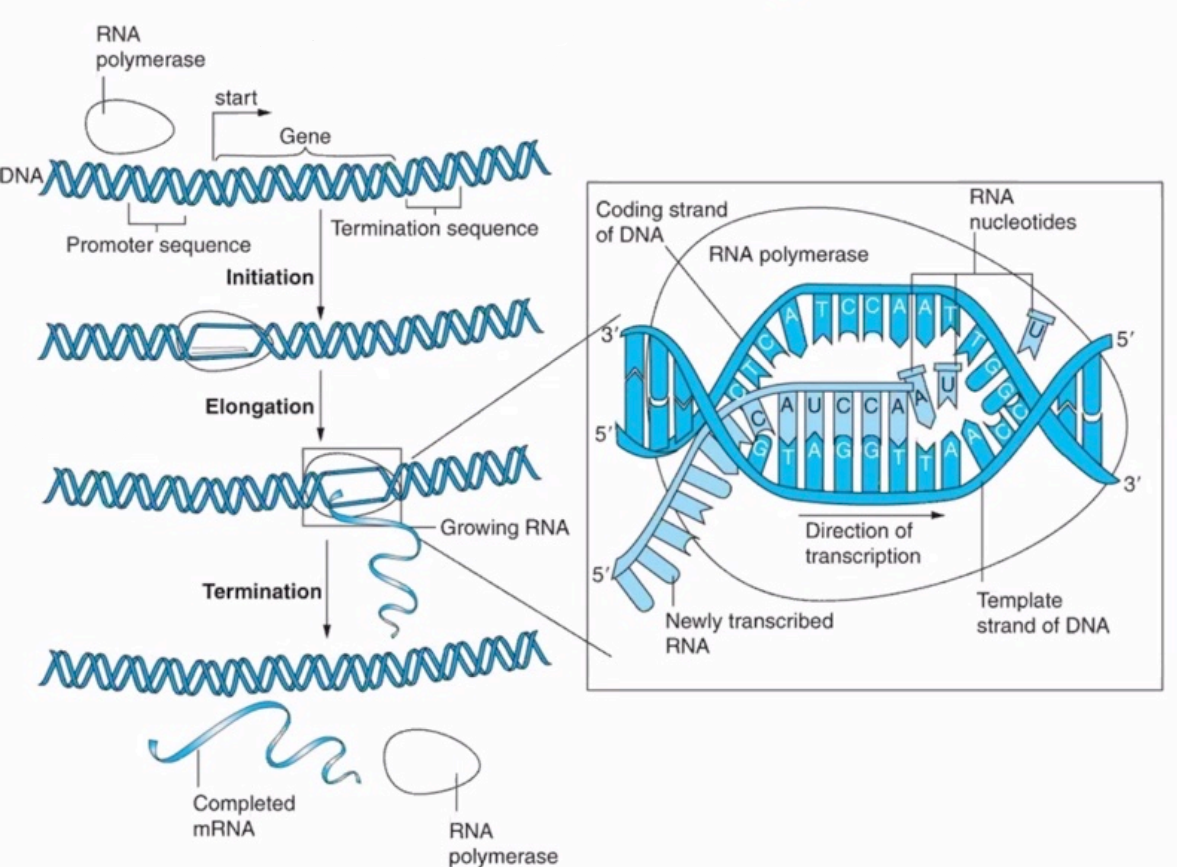 RNA
polymerase
start
Gene
DNA
Promoter sequence
Termination sequence
Initiation
Elongation
Growing RNA
Termination
Completed
mRNA
RNA
polymerase
Coding strand
of DNA
RNA
nucleotides
RNA polymerase
3′
5′
C T C A T C C A A T T G G C
U
5′
3′
C A U C C A A U
G T A G G T T A A C C
Direction of
transcription
5′
Newly transcribed
RNA
Template
strand of DNA